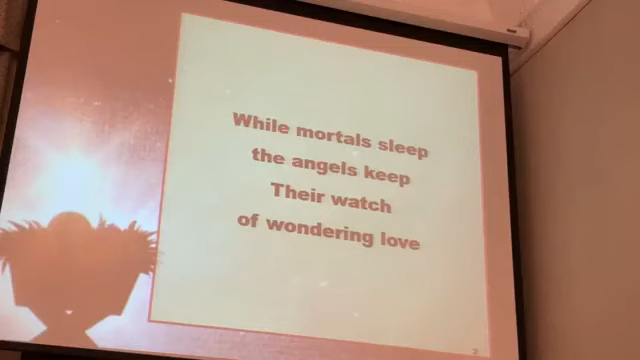 While mortals sleep
the angels keep
Their watch
of wondering love